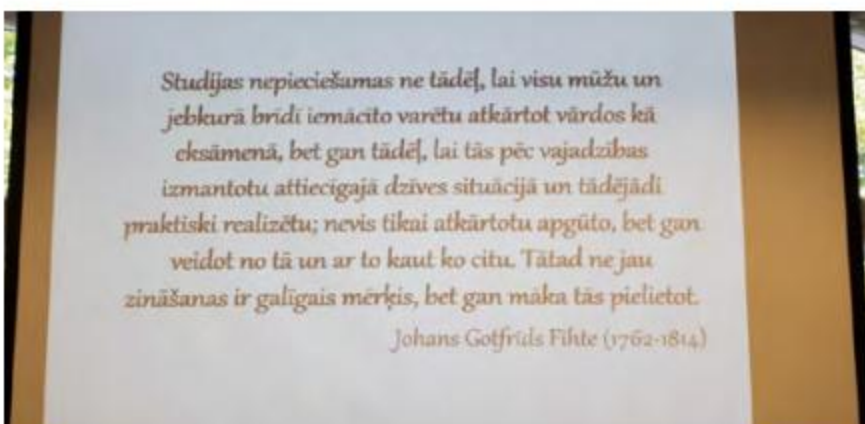 Studijas nepieciešamas ne tādēļ, lai visu mūžu un
jebkurā brīdī iemācīto varētu atkārtot vārdos kā
eksāmenā, bet gan tādēļ, lai tās pēc vajadzības
izmantotu attiecīgajā dzīves situācijā un tādējādi
praktiski realizētu; nevis tikai atkārtotu apgūto, bet gan
veidot no tā un ar to kaut ko citu. Tātad ne jau
zināšanas ir galīgais mērķis, bet gan māka tās pielietot.
Johans Gotfrīds Fihte (1762-1814)